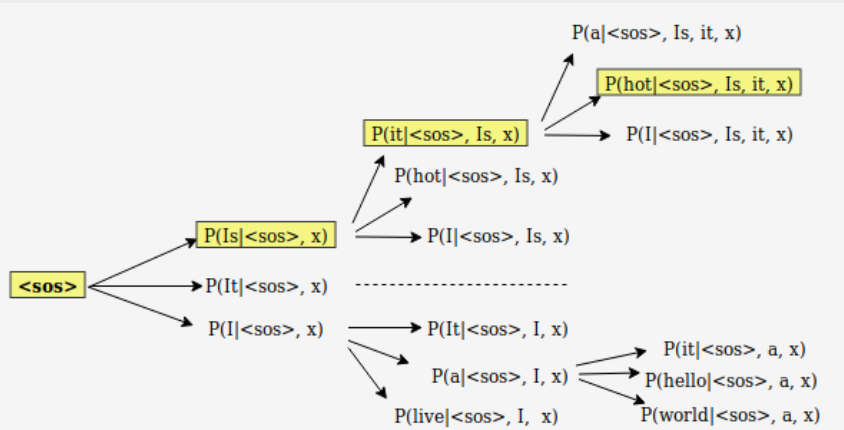 P(a|<sos>, Is, it, x)
P(hot|<sos>, Is, it, x)
P(it|<sos>, Is, x)
P(I|<sos>, Is, it, x)
P(hot|<sos>, Is, x)
P(Is|<sos>, x)
P(I|<sos>, Is, x)
<sos>
P(It|<sos>, x)
P(I|<sos>, x)
P(It|<sos>, I, x)
P(it|<sos>, a, x)
P(a|<sos>, I, x)
P(hello|<sos>, a, x)
P(live|<sos>, I, x)
P(world|<sos>, a, x)